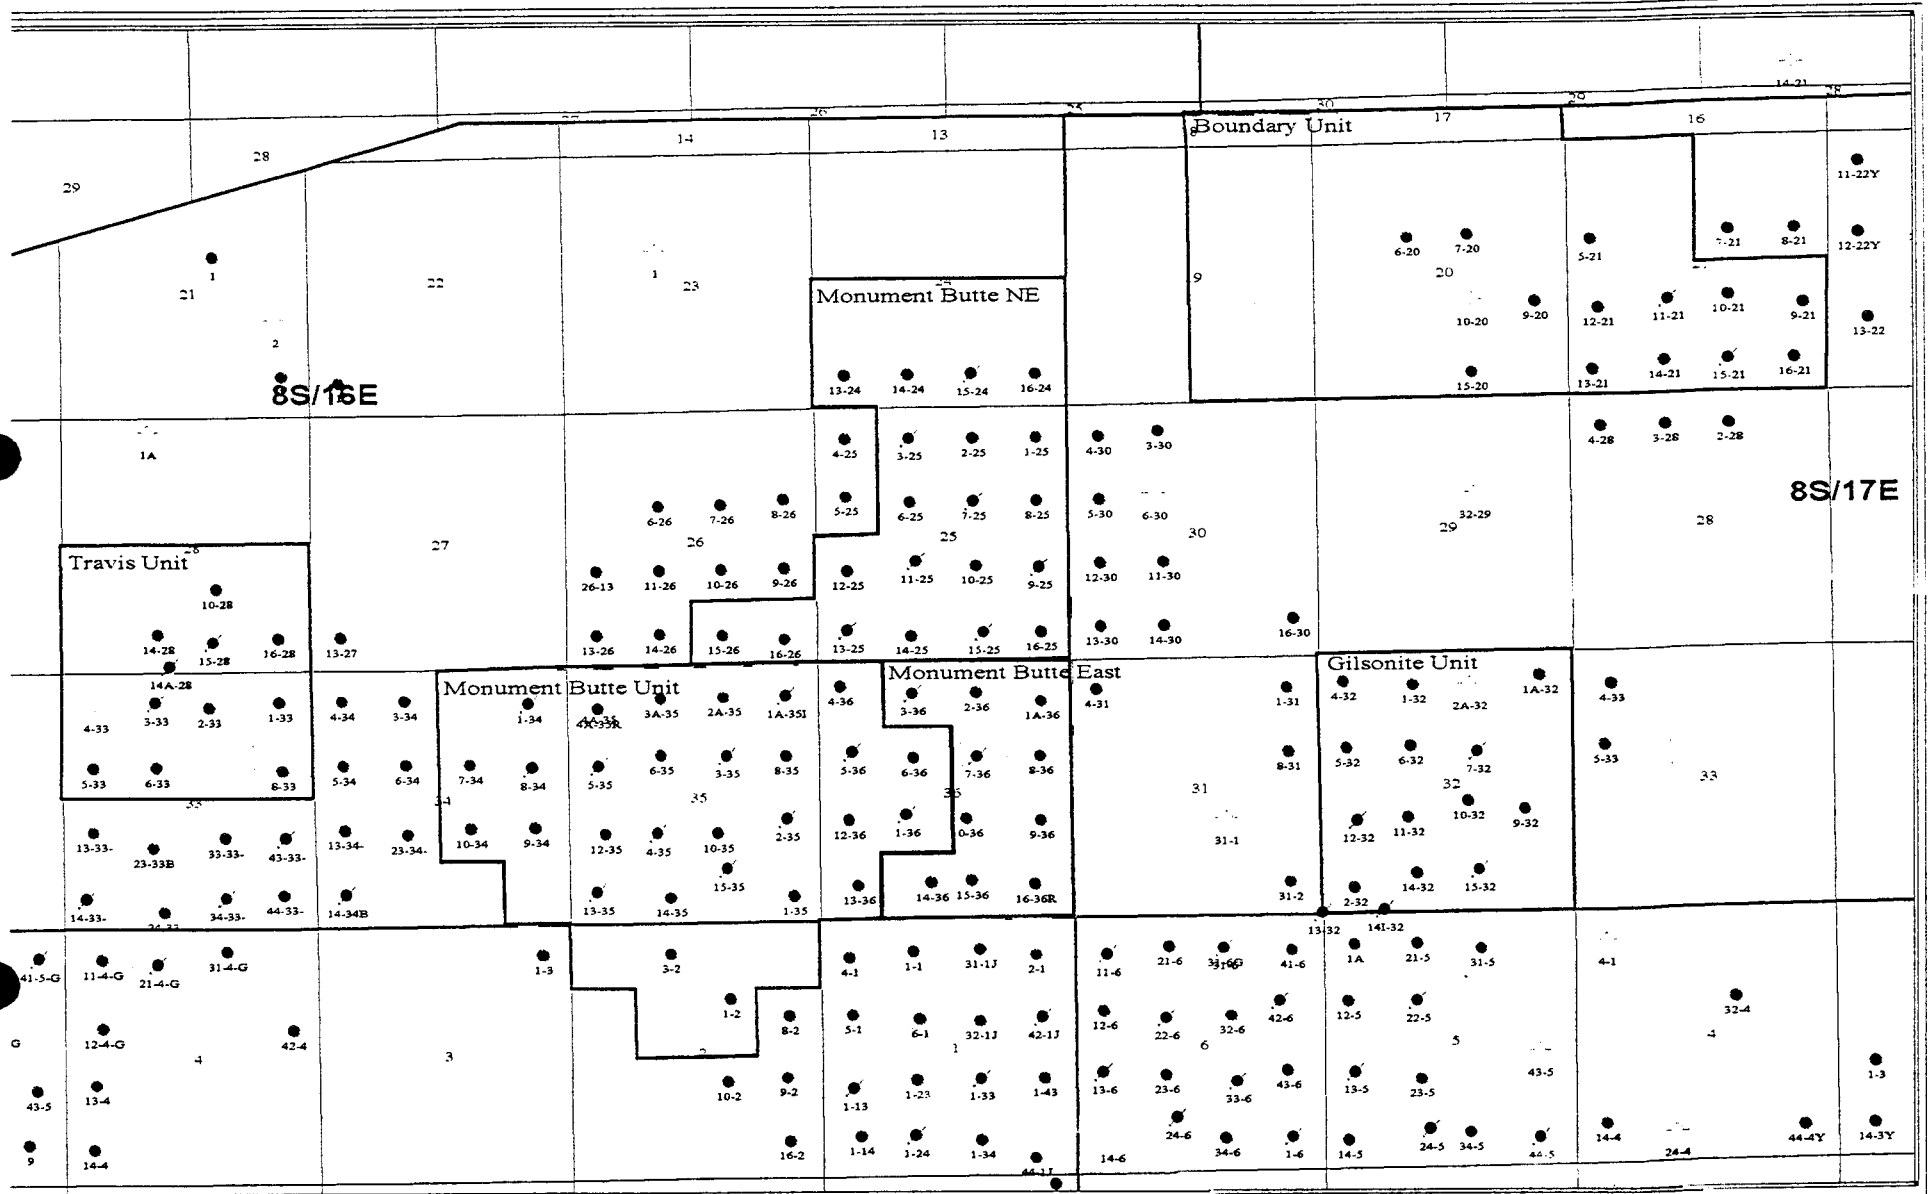 14-21
26 25 30 29 28
14 13 17 16
Boundary Unit
28
29
11-22Y
6-20 7-20 5-21 7-21 8-21 12-22Y
1
21 22 1 23 9 20
Monument Butte NE
2
10-20 9-20 12-21 11-21 10-21 9-21
13-22
8S/16E
13-24 14-24 15-24 16-24
15-20 13-21 14-21 15-21 16-21
1A
4-25 3-25 2-25 1-25 4-30 3-30
4-28 3-28 2-28
8S/17E
6-26 7-26 8-26 5-25 6-25 7-25 8-25 5-30 6-30
32-29
27 26 25 30 29 28
Travis Unit
28
26-13 11-26 10-26 9-26 12-25 11-25 10-25 9-25 12-30 11-30
10-28
14-28 15-28 16-28 13-27
13-26 14-26 15-26 16-26 13-25 14-25 15-25 16-25 13-30 14-30 16-30
14A-28
Monument Butte Unit
Monument Butte East
Gilsonite Unit
4-33 3-33 2-33 1-33 4-34 3-34 1-34 3A-35 2A-35 1A-35I 4-36 3-36 2-36 1A-36 4-31 1-31 4-32 1-32 2A-32 1A-32 4-33
5-33 6-33 8-33 5-34 6-34 7-34 8-34 5-35 6-35 3-35 8-35 5-36 6-36 7-36 8-36 8-31 5-32 6-32 7-32 5-33
33 34 35 36 31 32 33
13-33- 23-33B 33-33- 43-33- 13-34- 23-34- 10-34 9-34 12-35 4-35 10-35 2-35 12-36 1-36 0-36 9-36 31-1 12-32 11-32 10-32 9-32
15-35
14-33- 34-33- 44-33- 14-34B 13-35 14-35 1-35 13-36 14-36 15-36 16-36R 31-2 2-32 14-32 15-32
13-32 14I-32
41-5-G 11-4-G 21-4-G 31-4-G 1-3 3-2 4-1 1-1 31-1J 2-1 11-6 21-6 41-6 1A 21-5 31-5 4-1
1-2 32-4
G 12-4-G 42-4 8-2 5-1 6-1 32-1J 42-1J 12-6 22-6 32-6 42-6 12-5 22-5
4 3 2 1 6 5 4
43-5 13-4 10-2 9-2 1-13 1-23 1-33 1-43 13-6 23-6 33-6 43-6 13-5 23-5 43-5 1-3
9 14-4 16-2 1-14 1-24 1-34 44-1J 14-6 24-6 34-6 1-6 14-5 24-5 34-5 44-5 14-4 24-4 44-4Y 14-3Y